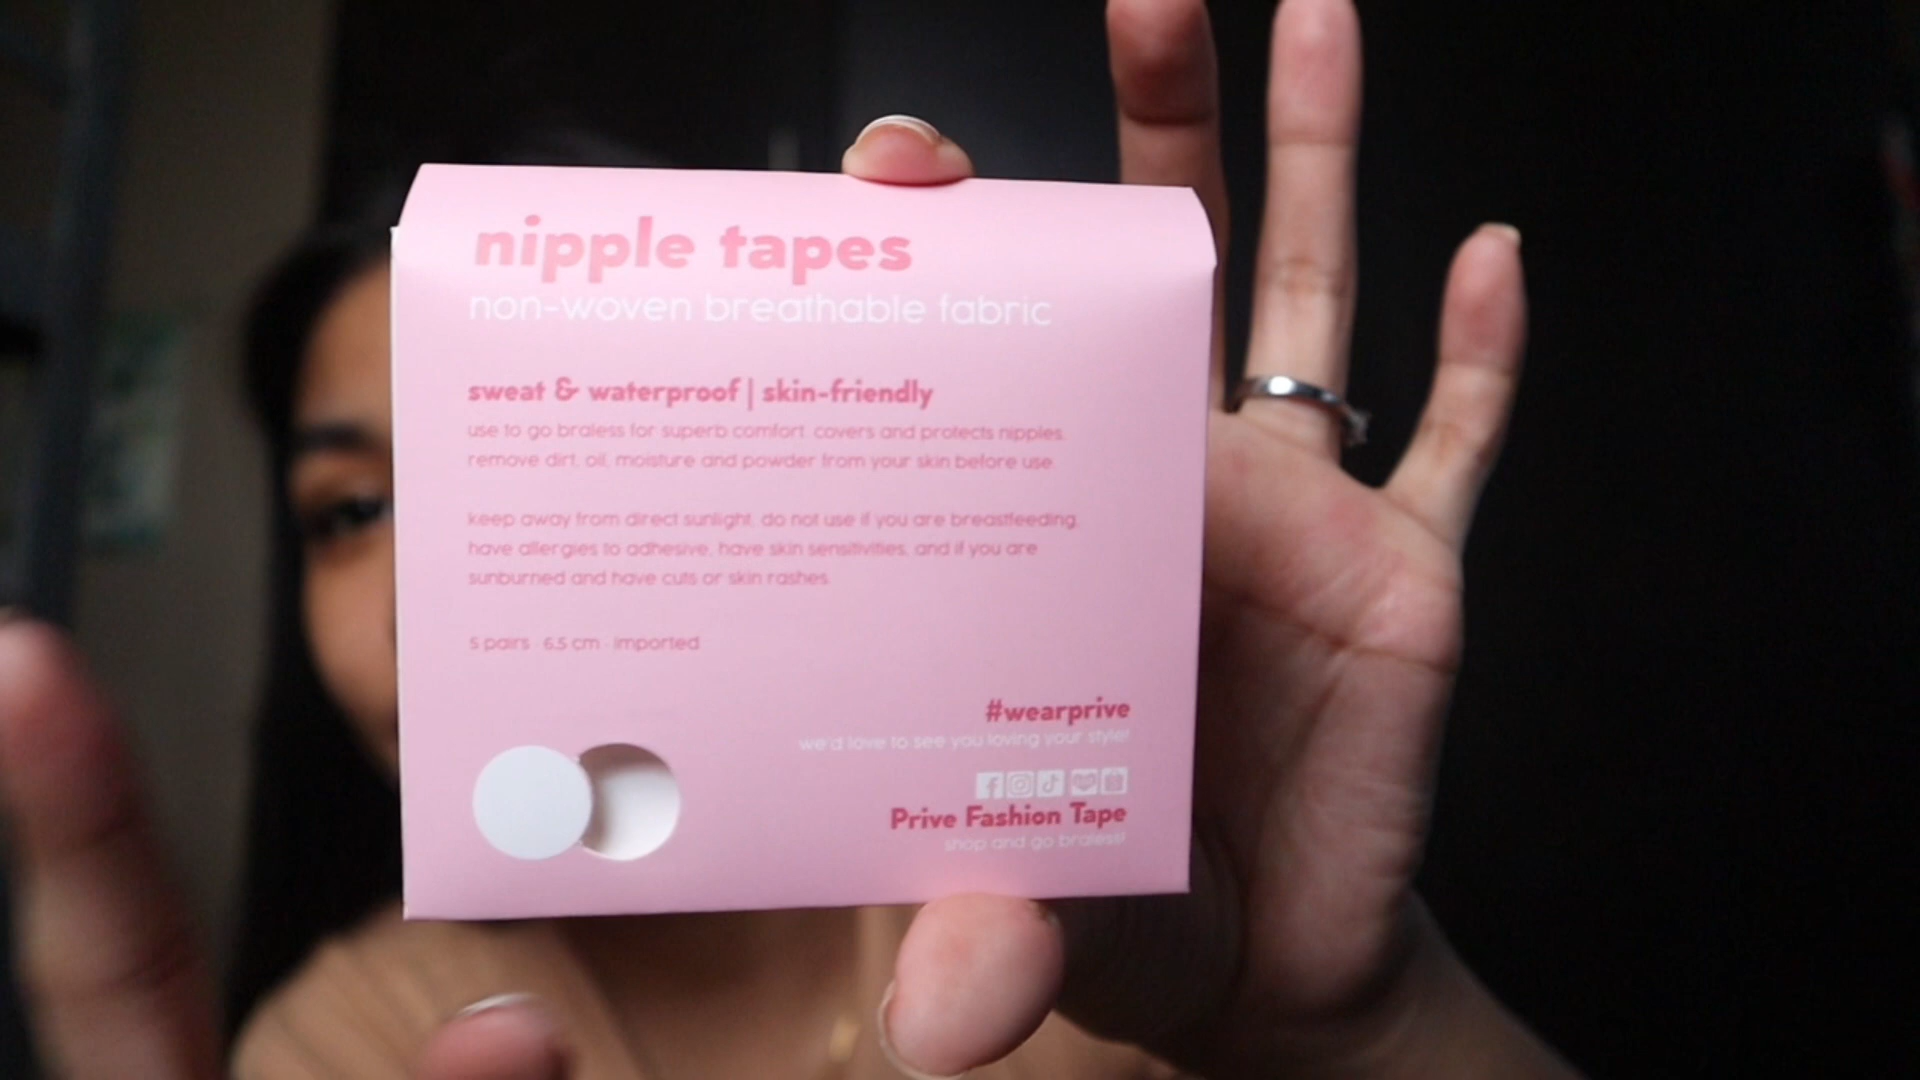 nipple tapes
non-woven breathable fabric
sweat & waterproof | skin-friendly
use to go braless for superb comfort. covers and protects nipples.
remove dirt, oil, moisture and powder from your skin before use.
keep away from direct sunlight. do not use if you are breastfeeding,
have allergies to adhesive, have skin sensitivities, and if you are
sunburned and have cuts or skin rashes.
5 pairs · 6.5 cm · imported
#wearprive
we'd love to see you loving your style!
Prive Fashion Tape
shop and go braless!